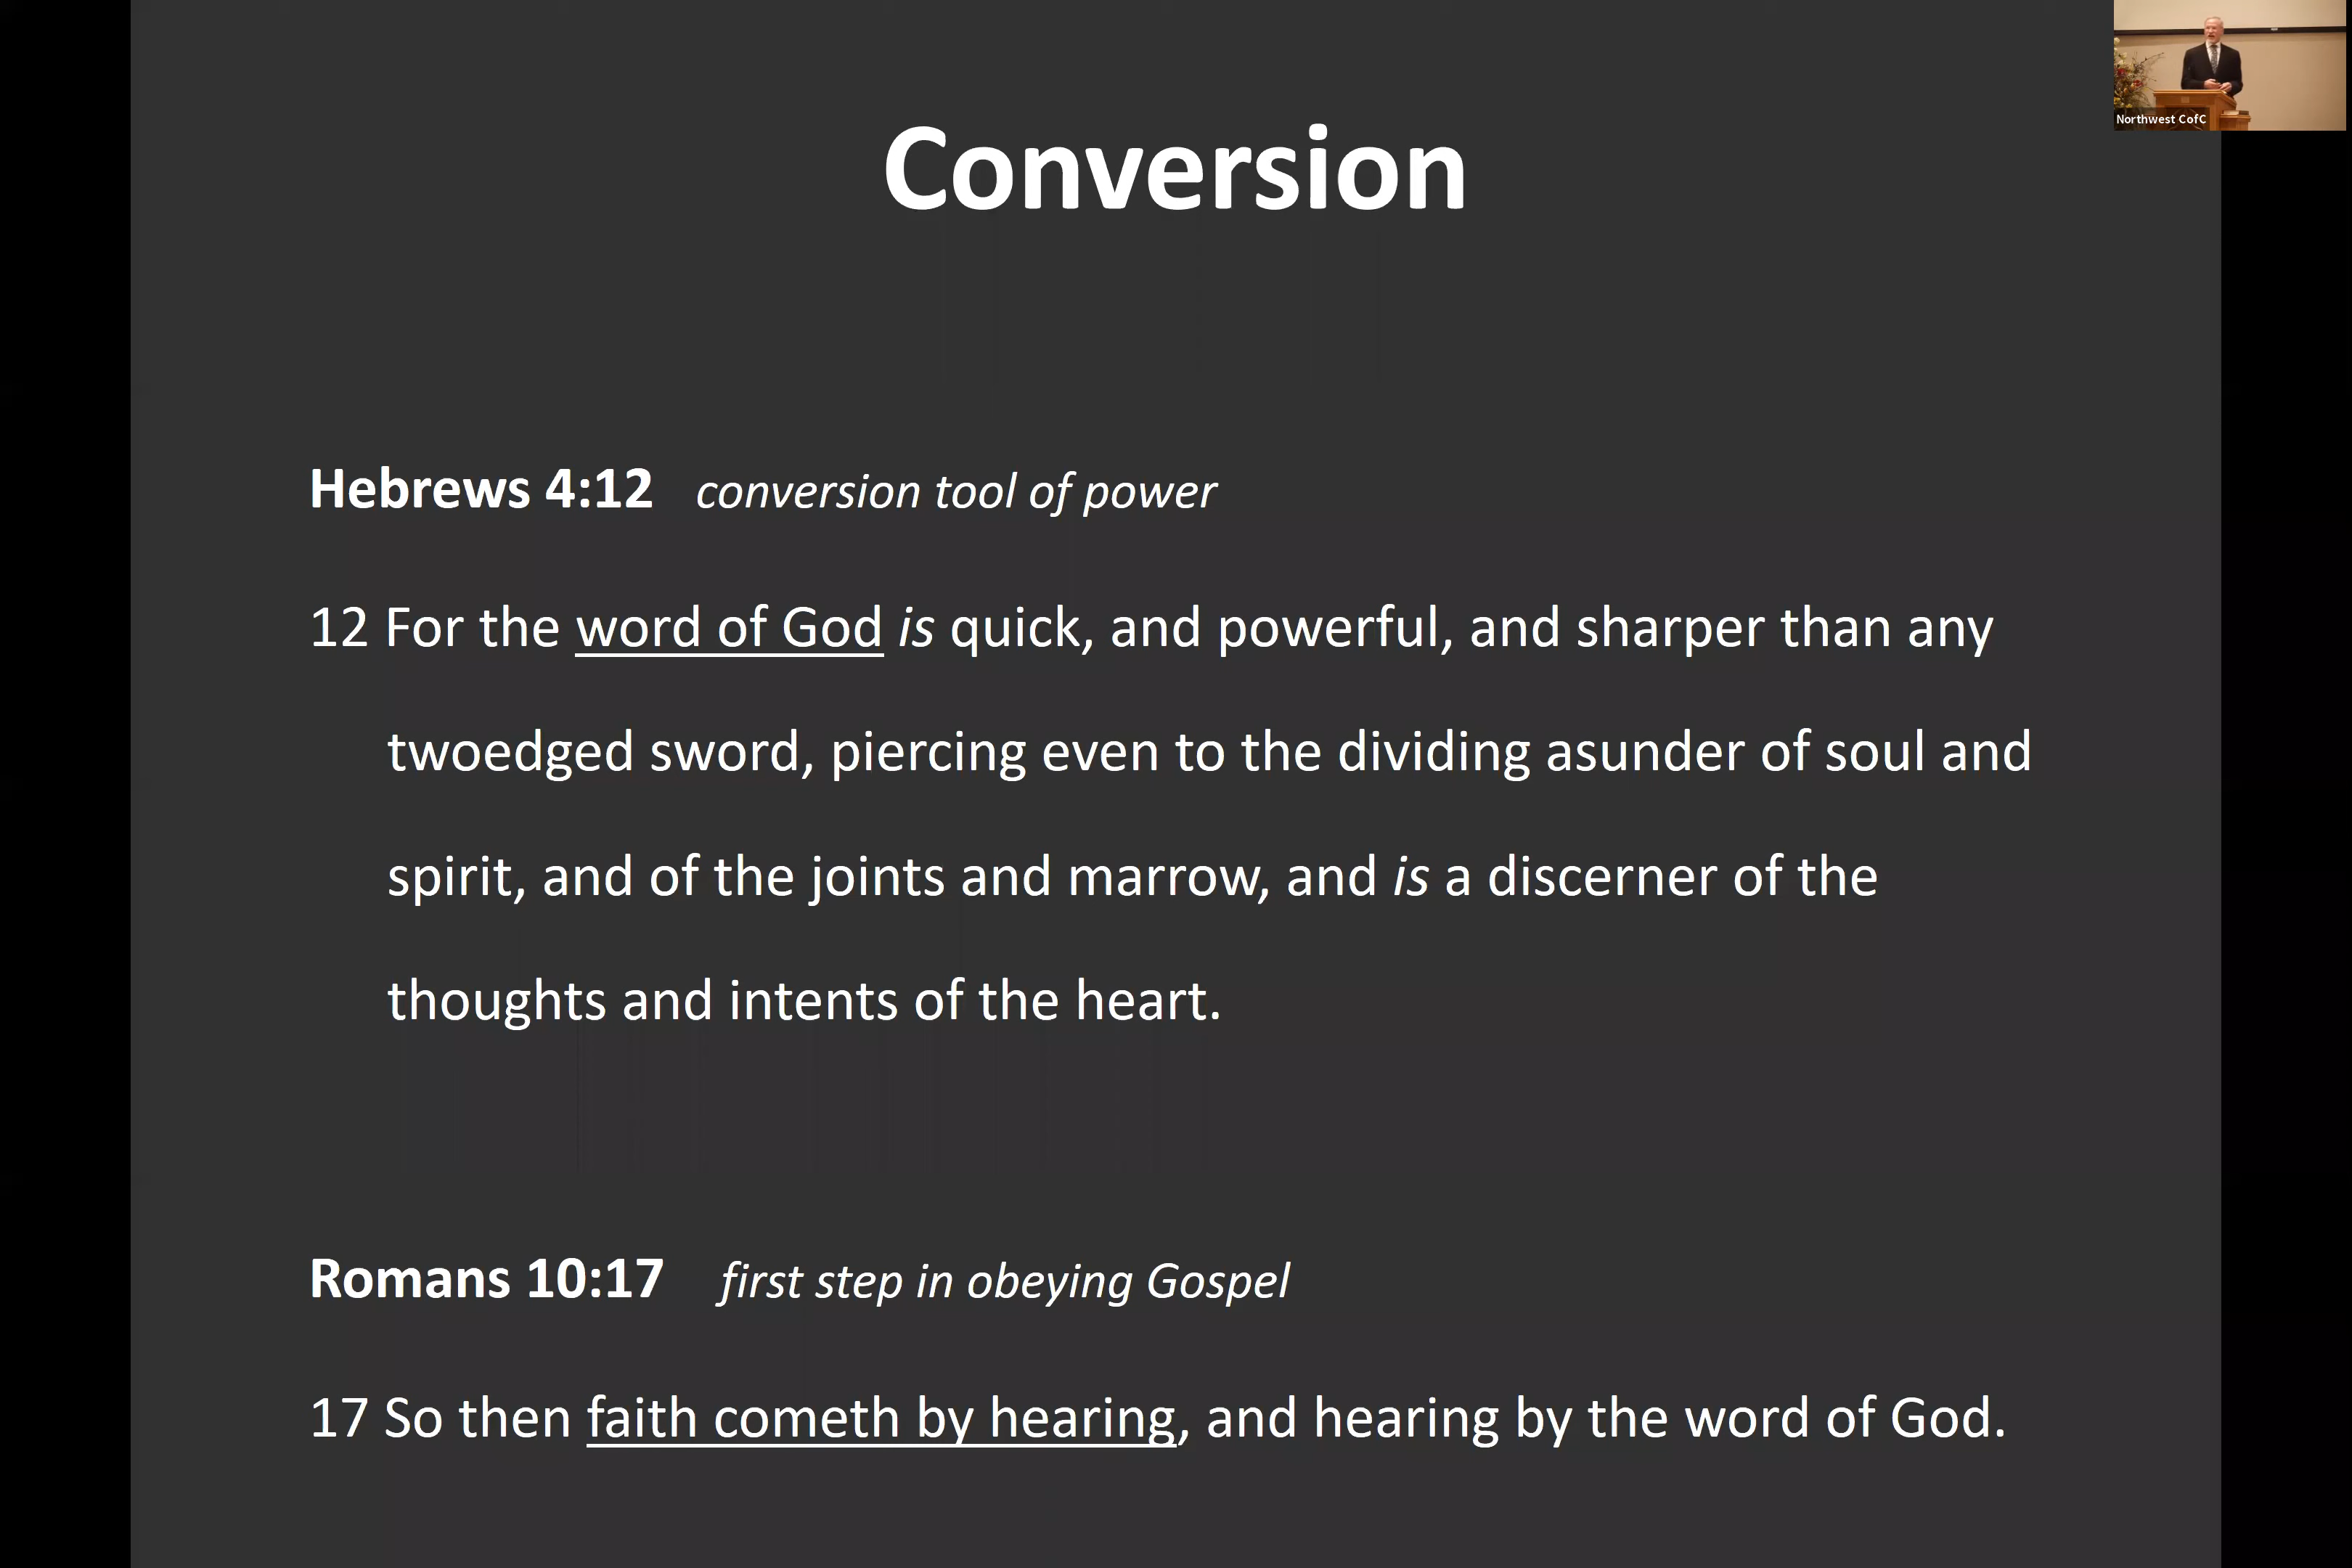 Northwest CofC
Conversion
Hebrews 4:12 conversion tool of power
12 For the word of God is quick, and powerful, and sharper than any
twoedged sword, piercing even to the dividing asunder of soul and
spirit, and of the joints and marrow, and is a discerner of the
thoughts and intents of the heart.
Romans 10:17 first step in obeying Gospel
17 So then faith cometh by hearing, and hearing by the word of God.